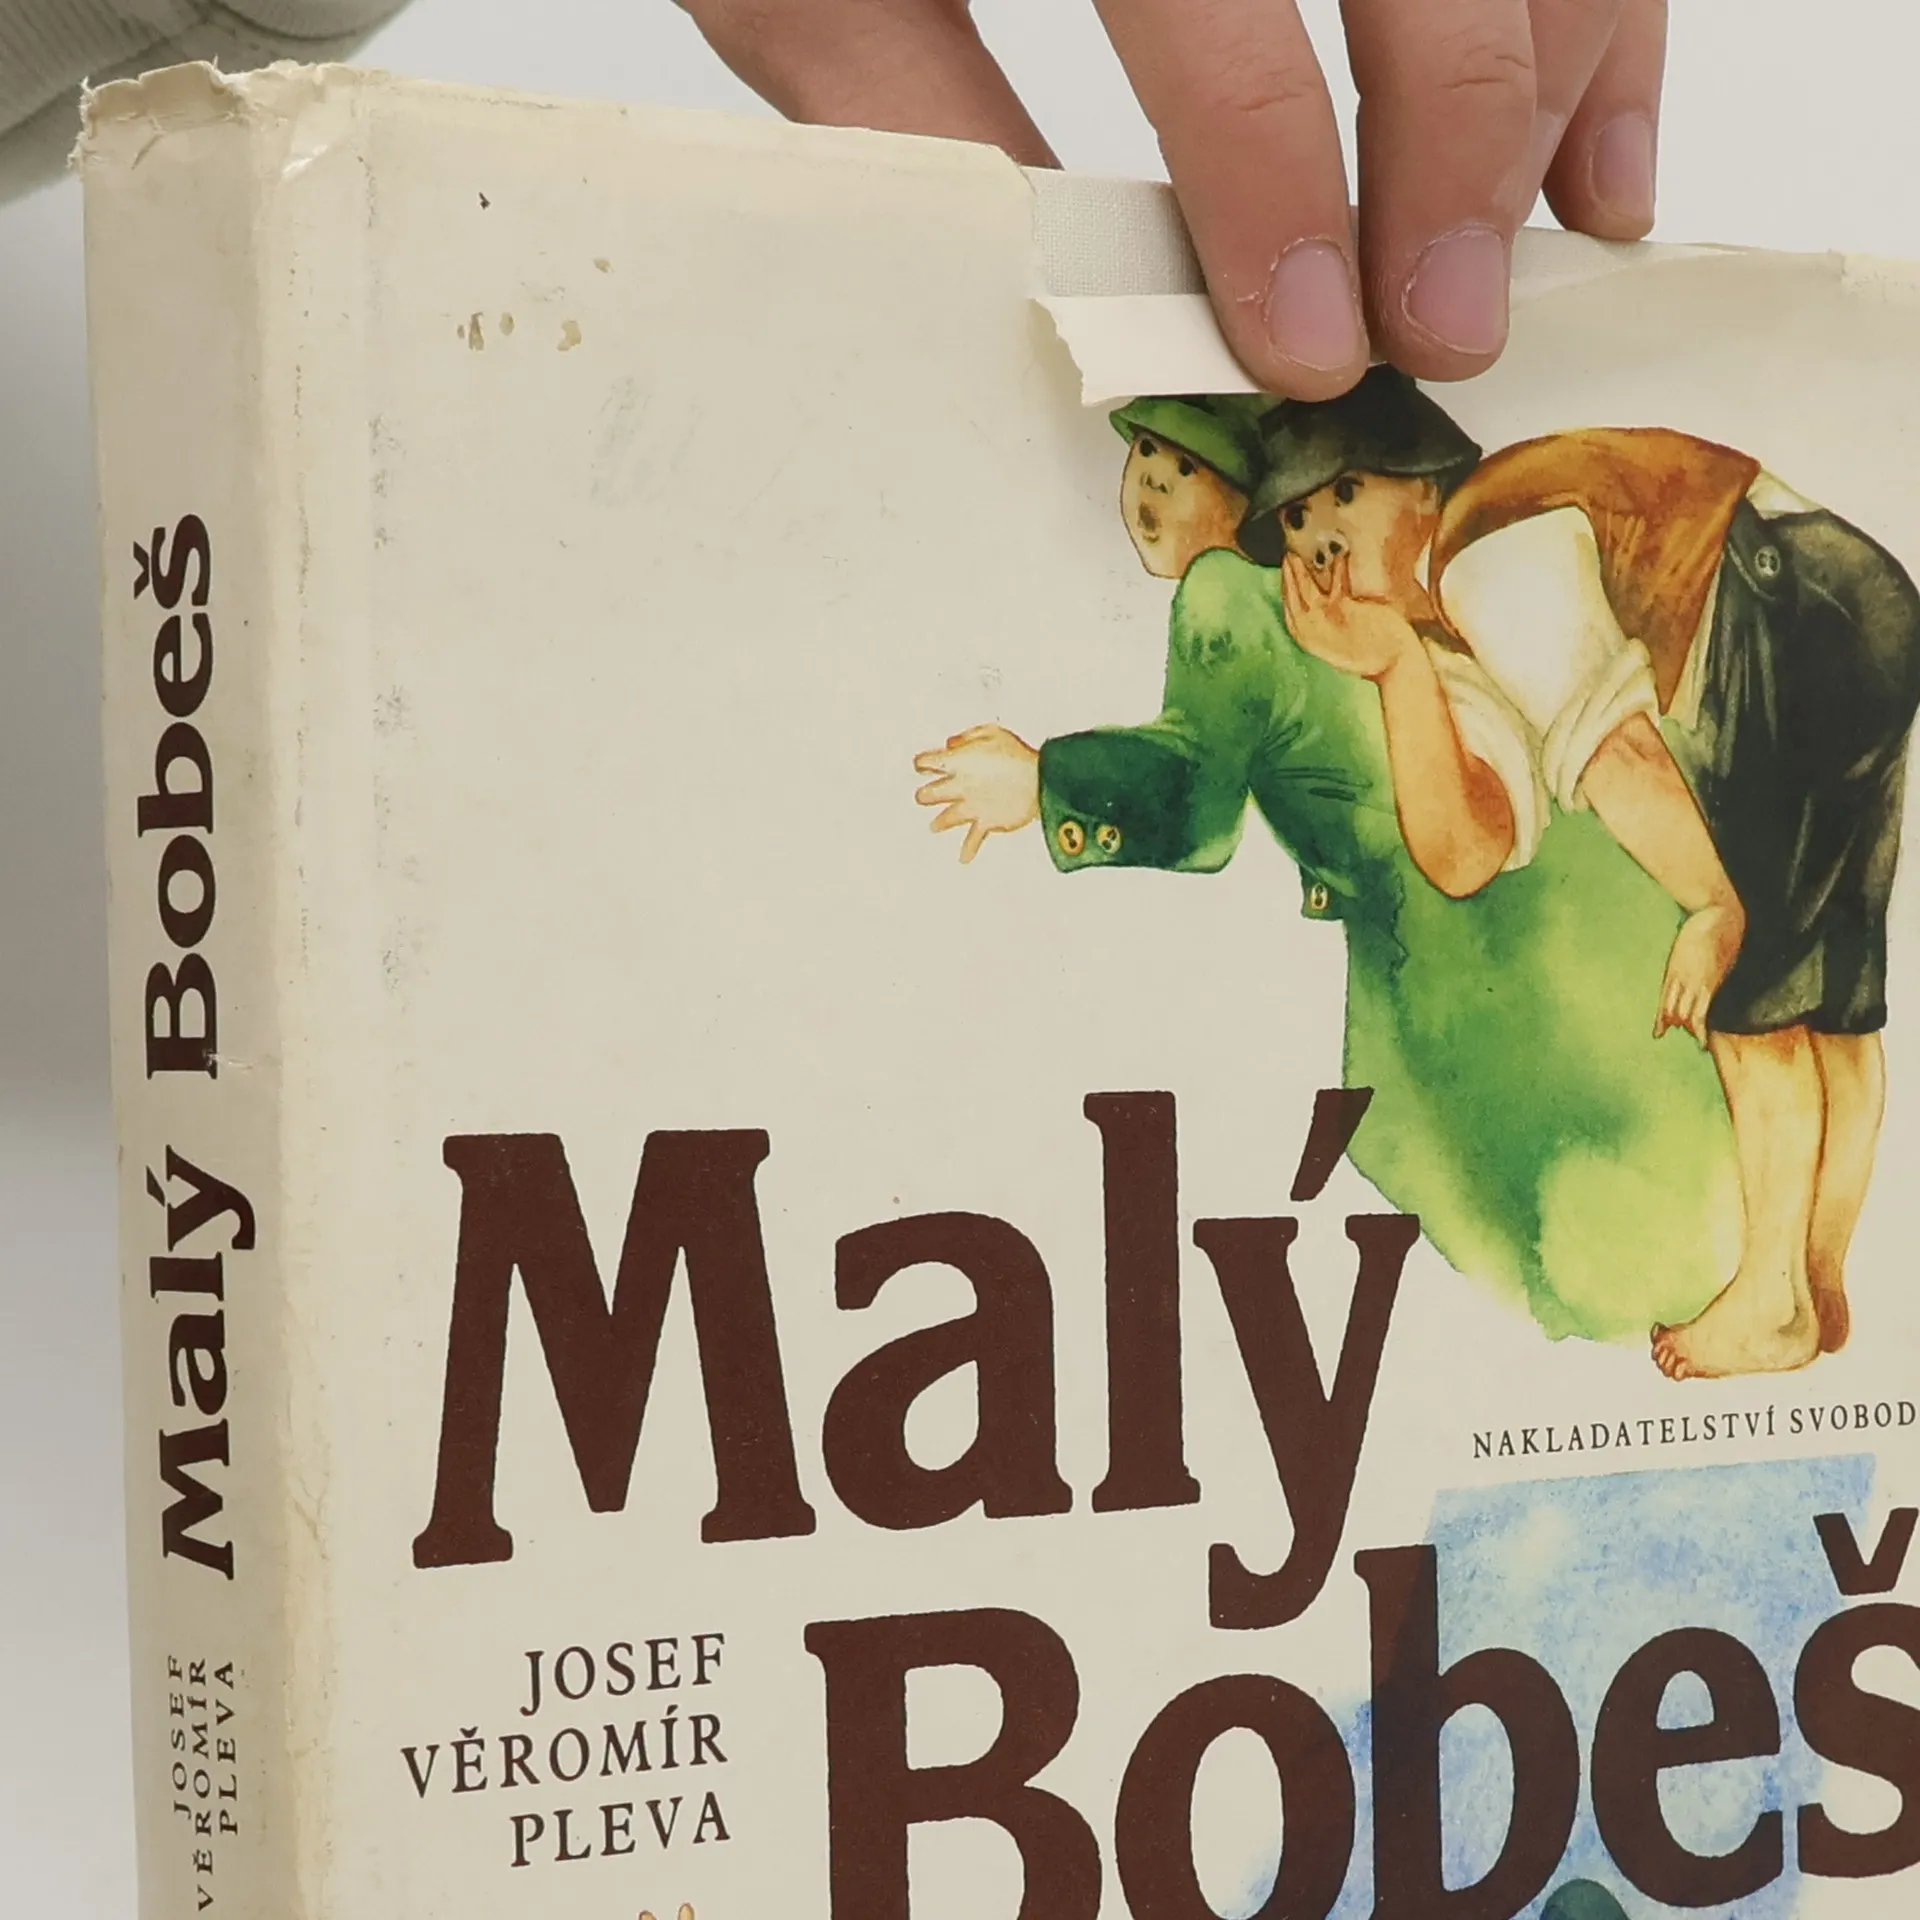 Malý Bobeš
JOSEF
VĚROMÍR
PLEVA
Malý
NAKLADATELSTVÍ SVOBOD
Bobeš
JOSEF
VĚROMÍR
PLEVA